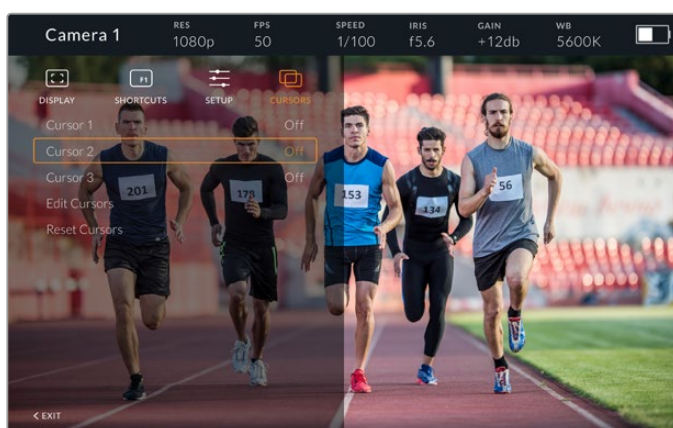 Camera 1
RES
1080p
FPS
50
SPEED
1/100
IRIS
f5.6
GAIN
+12db
WB
5600K
DISPLAY
F1
SHORTCUTS
SETUP
CURSORS
Cursor 1 Off
Cursor 2 Off
Cursor 3 Off
Edit Cursors
Reset Cursors
201
178
153
134
56
< EXIT